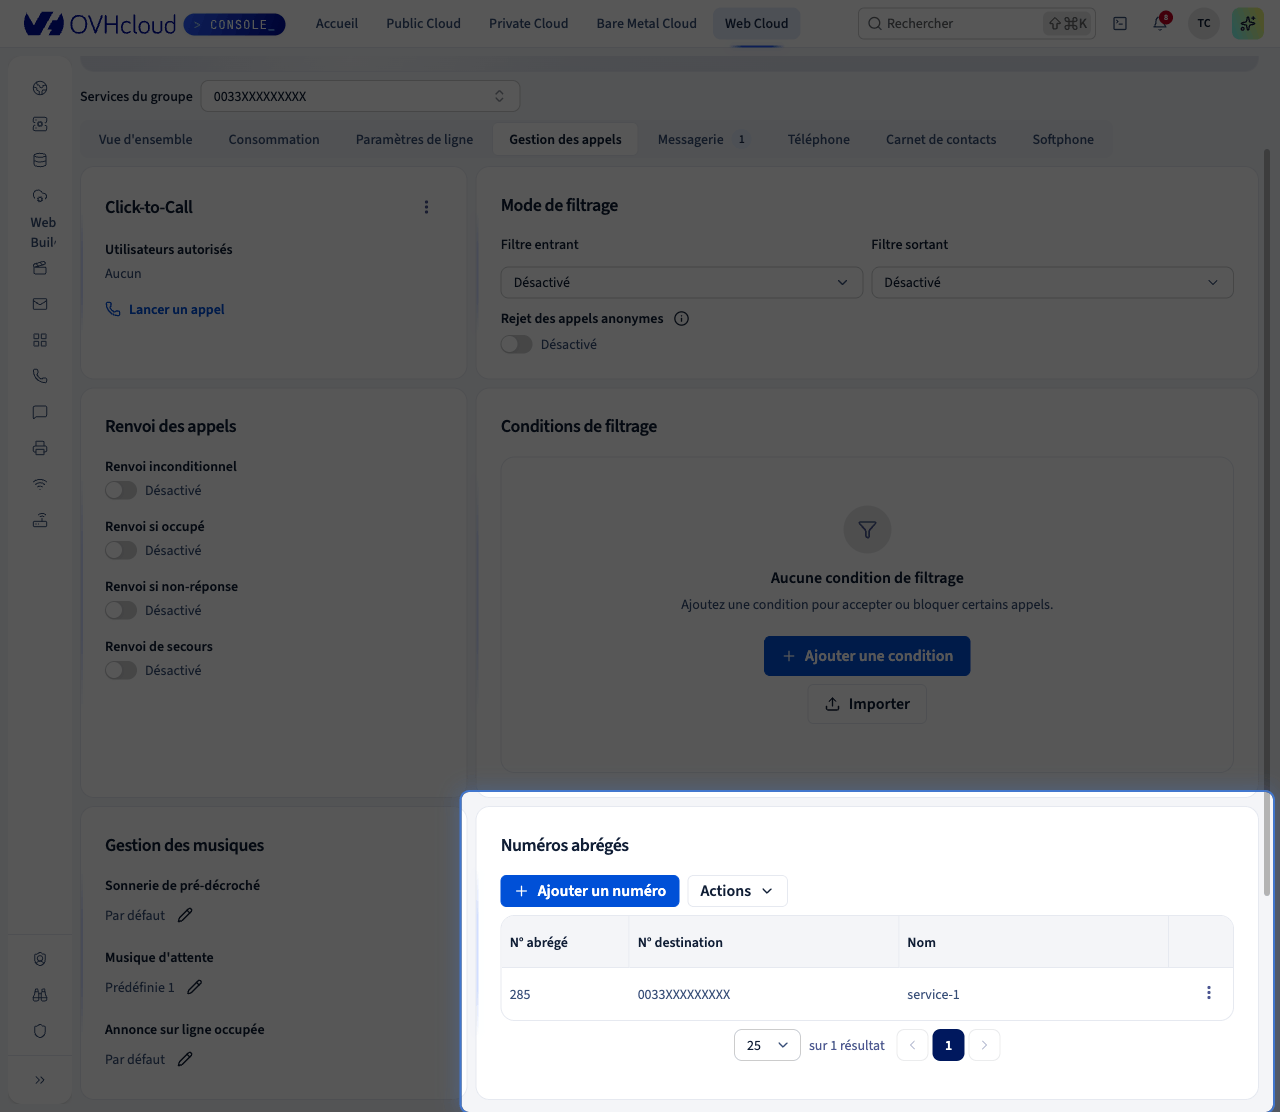 OVHcloud > CONSOLE_ Accueil Public Cloud Private Cloud Bare Metal Cloud Web Cloud Rechercher ⇧⌘K 8 TC
Services du groupe 0033XXXXXXXXX
Vue d'ensemble Consommation Paramètres de ligne Gestion des appels Messagerie 1 Téléphone Carnet de contacts Softphone
Web
Buil
Click-to-Call
Utilisateurs autorisés
Aucun
Lancer un appel
Mode de filtrage
Filtre entrant Filtre sortant
Désactivé Désactivé
Rejet des appels anonymes
Désactivé
Renvoi des appels
Renvoi inconditionnel
Désactivé
Renvoi si occupé
Désactivé
Renvoi si non-réponse
Désactivé
Renvoi de secours
Désactivé
Conditions de filtrage
Aucune condition de filtrage
Ajoutez une condition pour accepter ou bloquer certains appels.
+ Ajouter une condition
Importer
Gestion des musiques
Sonnerie de pré-décroché
Par défaut
Musique d'attente
Prédéfinie 1
Annonce sur ligne occupée
Par défaut
Numéros abrégés
+ Ajouter un numéro Actions
N° abrégé N° destination Nom
285 0033XXXXXXXXX service-1
25 sur 1 résultat 1